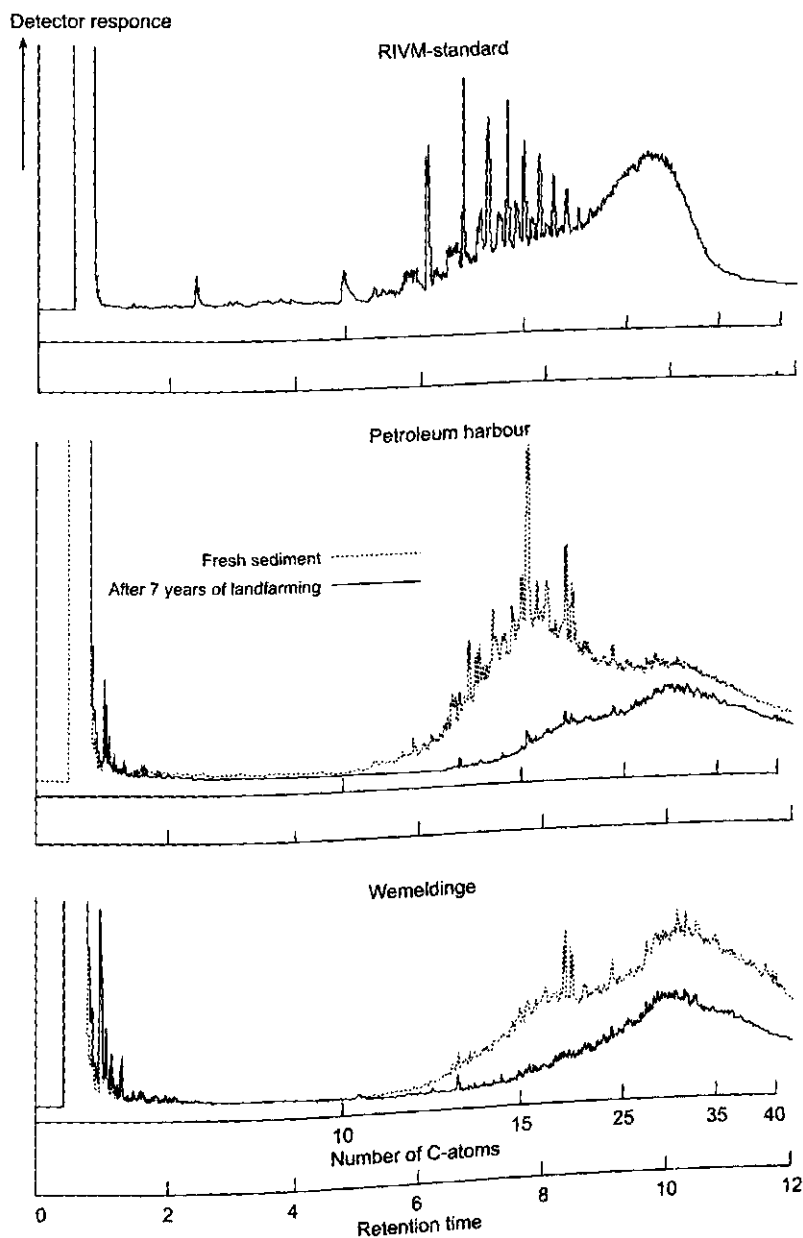 Detector responce
RIVM-standard
Petroleum harbour
Fresh sediment
After 7 years of landfarming
Wemeldinge
10 15 25 35 40
Number of C-atoms
0 2 4 6 8 10 12
Retention time